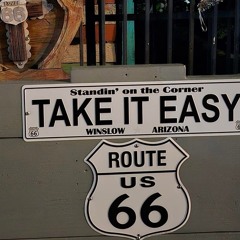 66
Standin' on the Corner
TAKE IT EASY
WINSLOW ARIZONA
ROUTE
US
66